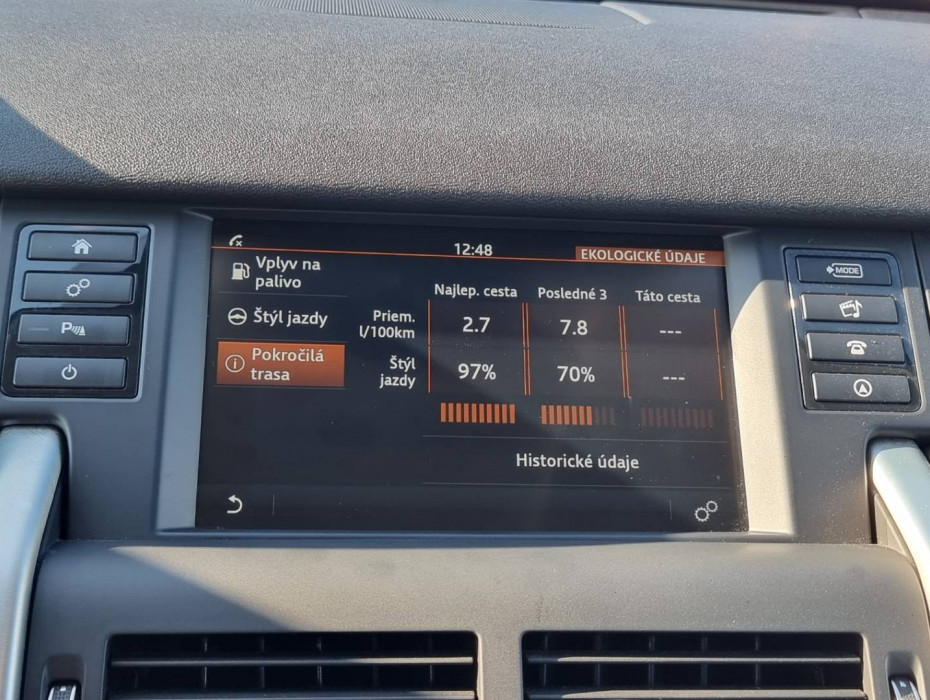 12:48
EKOLOGICKÉ ÚDAJE
Vplyv na
palivo
Štýl jazdy
Pokročilá
trasa
Najlep. cesta Posledné 3 Táto cesta
Priem.
l/100km
2.7 7.8 ---
Štýl
jazdy
97% 70% ---
Historické údaje
P
MODE